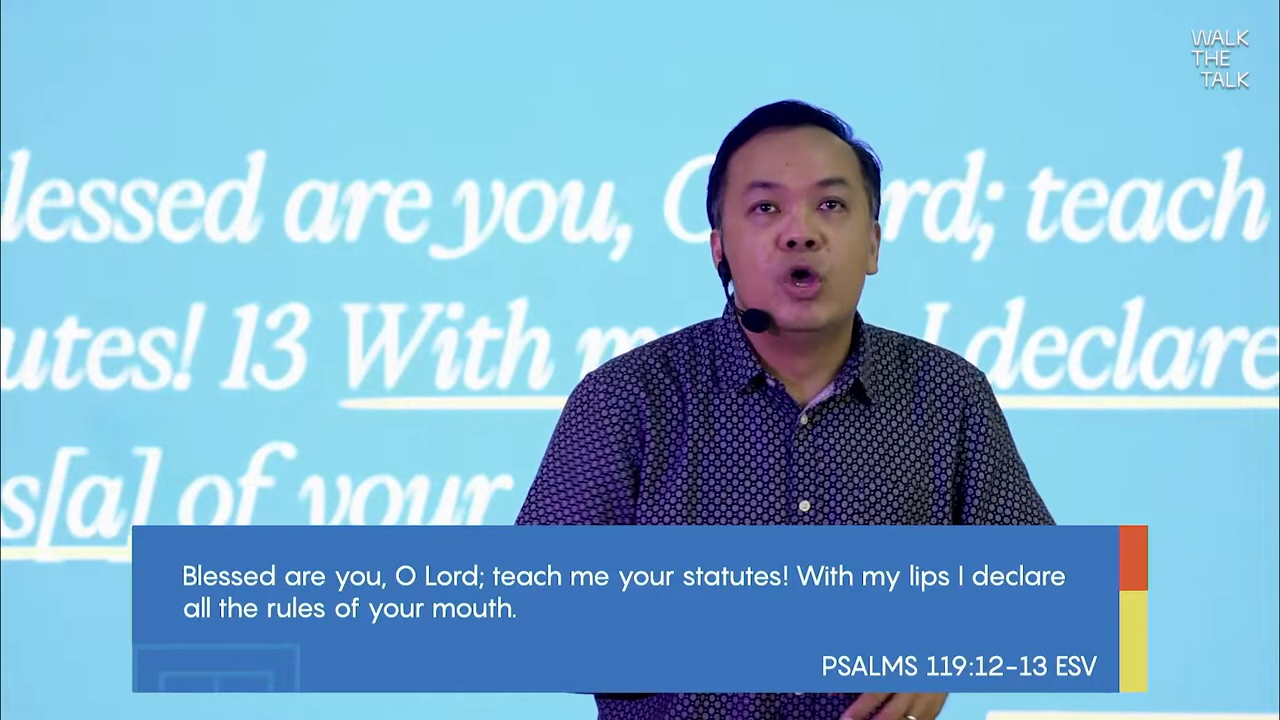 WALK
THE
TALK
lessed are you, O rd; teach
utes! 13 With m I declare
s[a] of your
Blessed are you, O Lord; teach me your statutes! With my lips I declare
all the rules of your mouth.
PSALMS 119:12-13 ESV